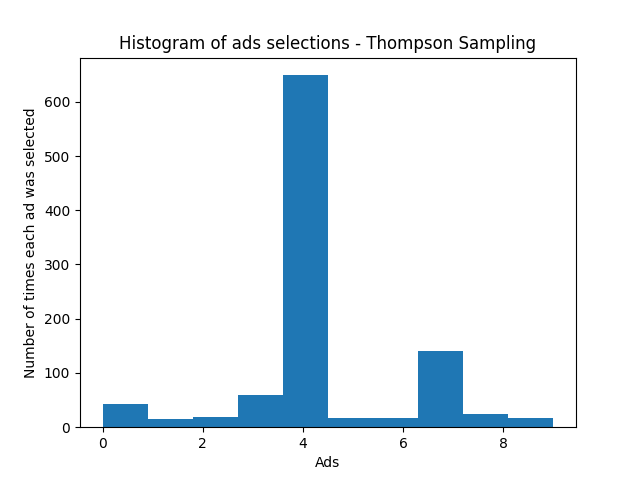 Histogram of ads selections - Thompson Sampling
Number of times each ad was selected
600
500
400
300
200
100
0
0 2 4 6 8
Ads